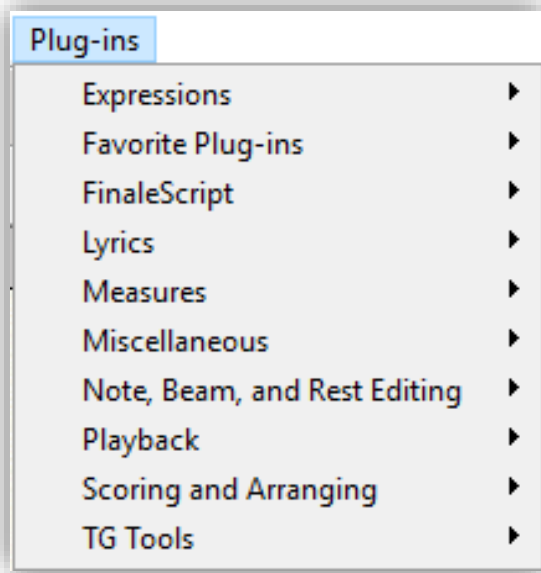 Plug-ins
Expressions
Favorite Plug-ins
FinaleScript
Lyrics
Measures
Miscellaneous
Note, Beam, and Rest Editing
Playback
Scoring and Arranging
TG Tools